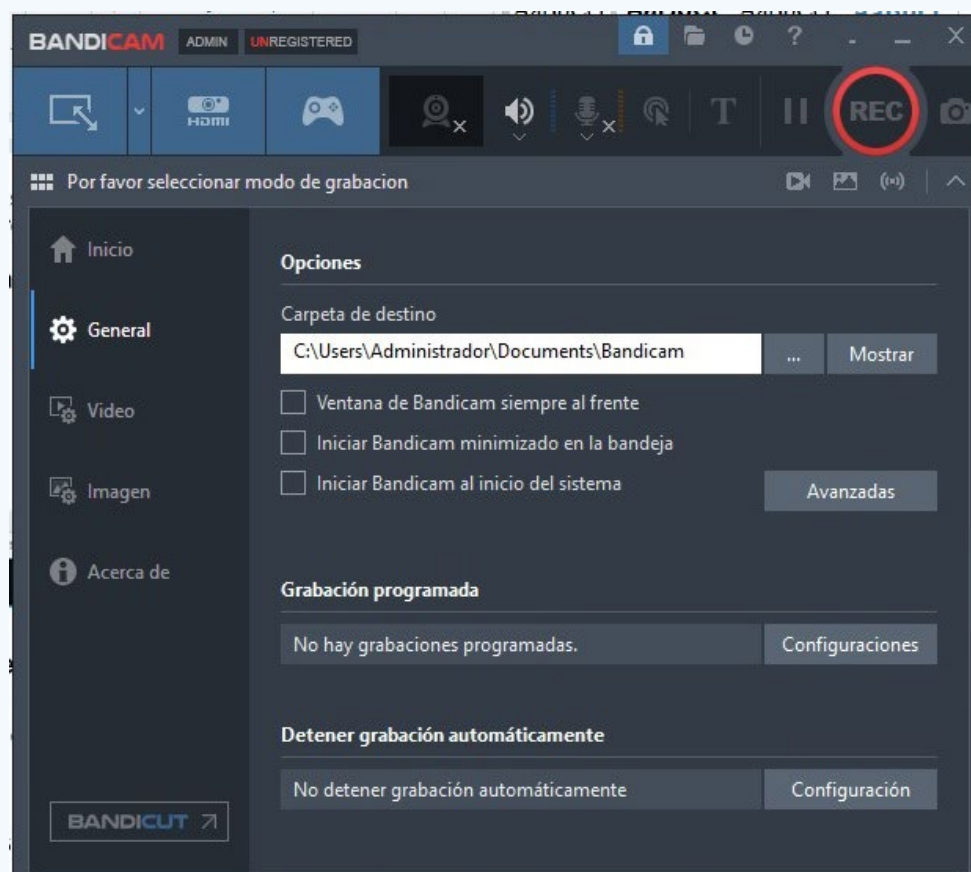 BANDICAM ADMIN UNREGISTERED
HDMI T REC
Por favor seleccionar modo de grabacion
Inicio
General
Video
Imagen
Acerca de
BANDICUT
Opciones
Carpeta de destino
C:\Users\Administrador\Documents\Bandicam ... Mostrar
Ventana de Bandicam siempre al frente
Iniciar Bandicam minimizado en la bandeja
Iniciar Bandicam al inicio del sistema
Avanzadas
Grabación programada
No hay grabaciones programadas. Configuraciones
Detener grabación automáticamente
No detener grabación automáticamente Configuración